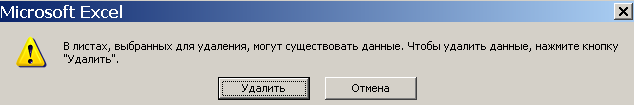 Microsoft Excel
В листах, выбранных для удаления, могут существовать данные. Чтобы удалить данные, нажмите кнопку
"Удалить".
Удалить
Отмена